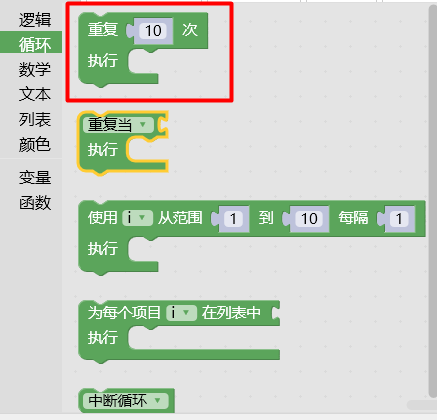 逻辑
循环
数学
文本
列表
颜色
变量
函数
重复 10 次
执行
重复当
执行
使用 i 从范围 1 到 10 每隔 1
执行
为每个项目 i 在列表中
执行
中断循环